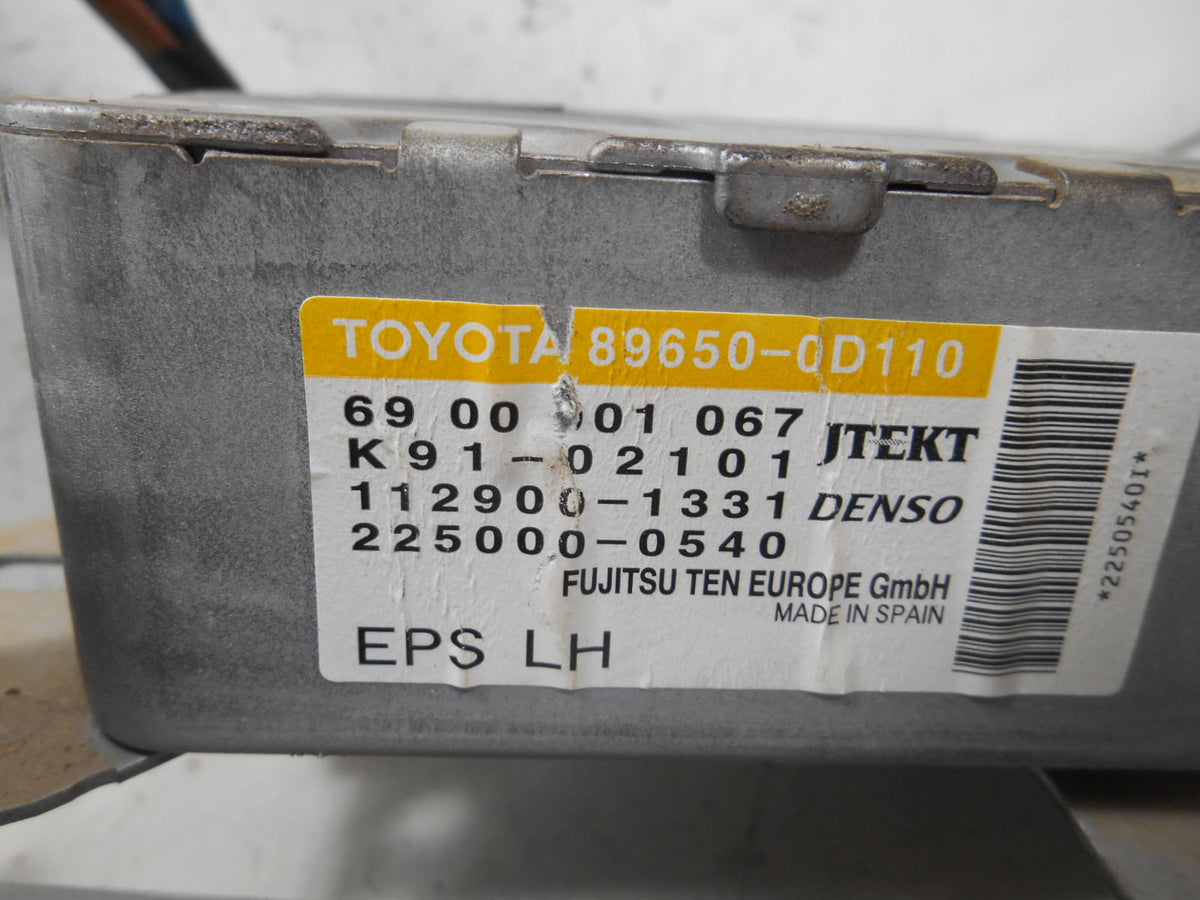 TOYOTA 89650-0D110
69 00 001 067
K91-02101 JTEKT
112900-1331 DENSO
225000-0540
FUJITSU TEN EUROPE GmbH
MADE IN SPAIN
EPS LH
*2250540I*